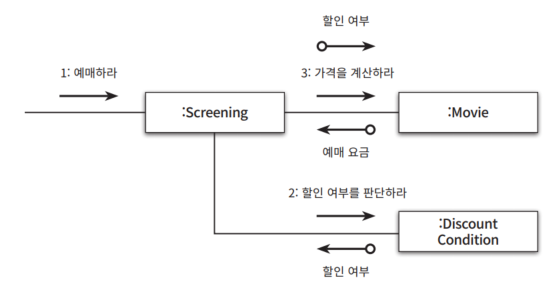 할인 여부
1: 예매하라
3: 가격을 계산하라
:Screening
:Movie
예매 요금
2: 할인 여부를 판단하라
:Discount
Condition
할인 여부